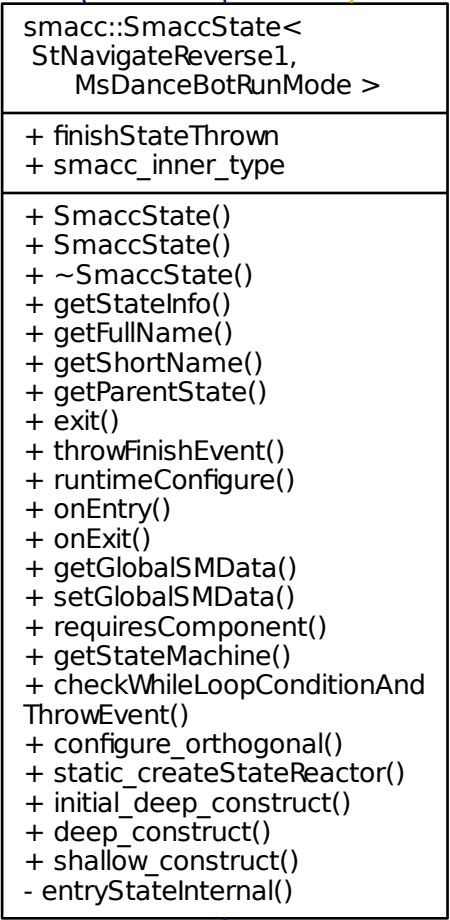 smacc::SmaccState<
StNavigateReverse1,
MsDanceBotRunMode >
+ finishStateThrown
+ smacc_inner_type
+ SmaccState()
+ SmaccState()
+ ~SmaccState()
+ getStateInfo()
+ getFullName()
+ getShortName()
+ getParentState()
+ exit()
+ throwFinishEvent()
+ runtimeConfigure()
+ onEntry()
+ onExit()
+ getGlobalSMData()
+ setGlobalSMData()
+ requiresComponent()
+ getStateMachine()
+ checkWhileLoopConditionAnd
ThrowEvent()
+ configure_orthogonal()
+ static_createStateReactor()
+ initial_deep_construct()
+ deep_construct()
+ shallow_construct()
- entryStateInternal()